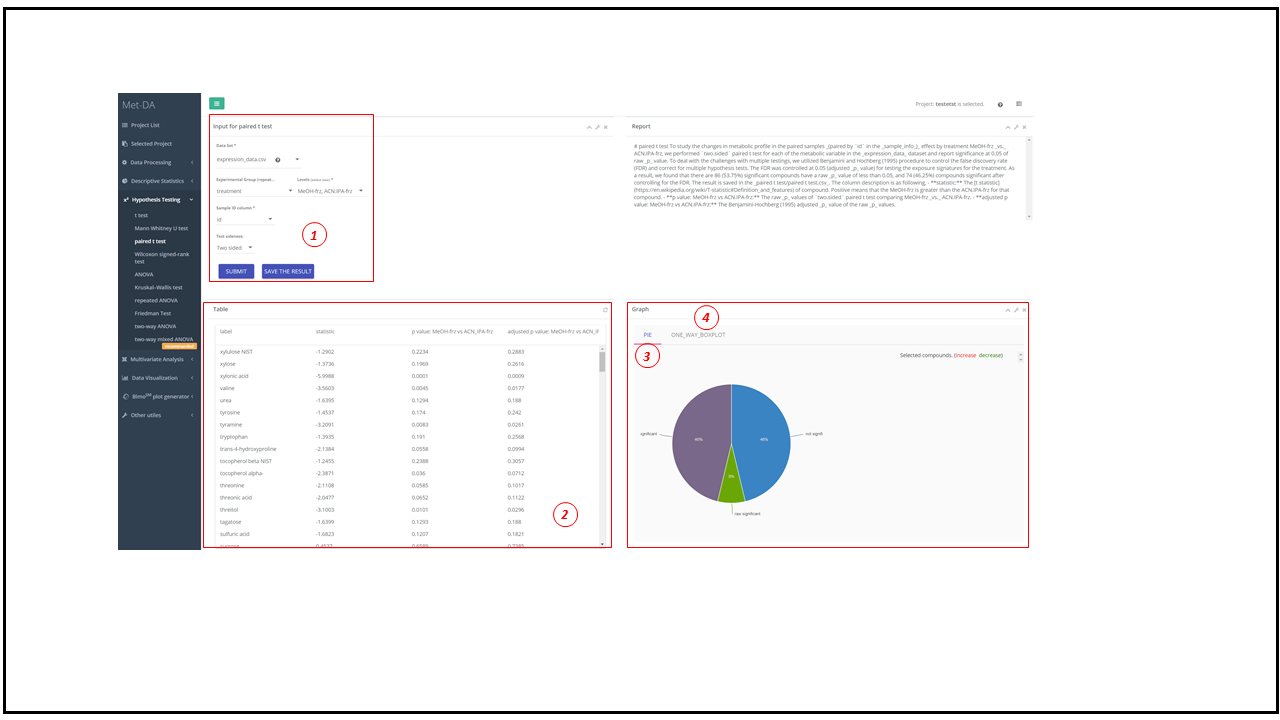 Met-DA
Project: testetst is selected.
Project List
Selected Project
Data Processing
Descriptive Statistics
Hypothesis Testing
t test
Mann Whitney U test
paired t test
Wilcoxon signed-rank
test
ANOVA
Kruskal–Wallis test
repeated ANOVA
Friedman Test
two-way ANOVA
two-way mixed ANOVA
Multivariate Analysis
Data Visualization
BinoSM plot generator
Other utiles
Input for paired t test
Data Set *
expression_data.csv
Experimental Group (repeat... Levels *
treatment MeOH-frz, ACN.IPA-frz
Sample ID column *
id
Test sideness
Two sided
1
SUBMIT SAVE THE RESULT
Report
# paired t test To study the changes in metabolic profile in the paired samples _(paired by `id` in the _sample_info_)_ effect by treatment MeOH-frz _vs._
ACN.IPA-frz, we performed `two.sided` paired t test for each of the metabolic variable in the _expression_data_ dataset and report significance at 0.05 of
raw _p_ value. To deal with the challenges with multiple testings, we utilized Benjamini and Hochberg (1995) procedure to control the false discovery rate
(FDR) and correct for multiple hypothesis tests. The FDR was controlled at 0.05 (adjusted _p_ value) for testing the exposure signatures for the treatment. As
a result, we found that there are 86 (53.75%) significant compounds have a raw _p_ value of less than 0.05, and 74 (46.25%) compounds significant after
controlling for the FDR. The result is saved in the _paired t test/paired t test.csv_. The column description is as following, - **statistic:** The [t statistic]
(https://en.wikipedia.org/wiki/T-statistic#Definition_and_features) of compound. Positive means that the MeOH-frz is greater than the ACN.IPA-frz for that
compound. - **p value: MeOH-frz vs ACN.IPA-frz:** The raw _p_ values of `two-sided` paired t test comparing MeOH-frz _vs._ ACN.IPA-frz. - **adjusted p
value: MeOH-frz vs ACN.IPA-frz:** The Benjamini-Hochberg (1995) adjusted _p_ value of the raw _p_ values.
Table
label statistic p value: MeOH-frz vs ACN_IPA-frz adjusted p value: MeOH-frz vs ACN_IF
xylulose NIST -1.2902 0.2234 0.2883
xylose -1.3736 0.1969 0.2616
xylonic acid -5.9988 0.0001 0.0009
valine -3.5603 0.0045 0.0177
urea -1.6395 0.1294 0.188
tyrosine -1.4537 0.174 0.242
tyramine -3.2091 0.0083 0.0261
tryptophan -1.3935 0.191 0.2568
trans-4-hydroxyproline -2.1384 0.0558 0.0994
tocopherol beta NIST -1.2455 0.2388 0.3057
tocopherol alpha- -2.3871 0.036 0.0712
threonine -2.1108 0.0585 0.1017
threonic acid -2.0477 0.0652 0.1122
threitol -3.1003 0.0101 0.0296
tagatose -1.6399 0.1293 0.188
sulfuric acid -1.6823 0.1207 0.1821
sucrose 0.4537 0.6589 0.7285
2
Graph
4
PIE ONE_WAY_BOXPLOT
3
Selected compounds. (increase decrease)
ignificant 46% 46% not signifi
raw significant